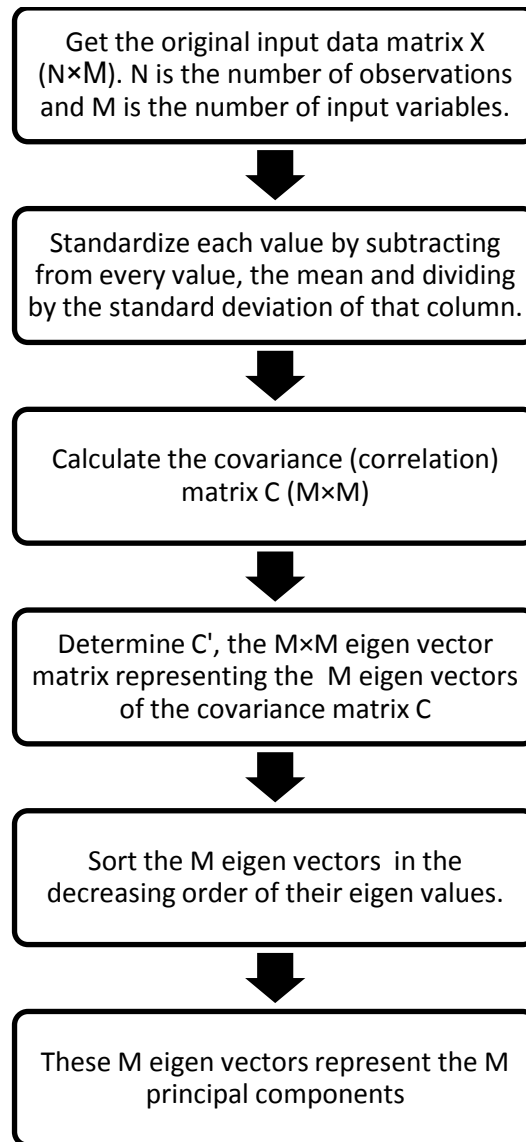 Get the original input data matrix X
(N×M). N is the number of observations
and M is the number of input variables.
Standardize each value by subtracting
from every value, the mean and dividing
by the standard deviation of that column.
Calculate the covariance (correlation)
matrix C (M×M)
Determine C', the M×M eigen vector
matrix representing the M eigen vectors
of the covariance matrix C
Sort the M eigen vectors in the
decreasing order of their eigen values.
These M eigen vectors represent the M
principal components